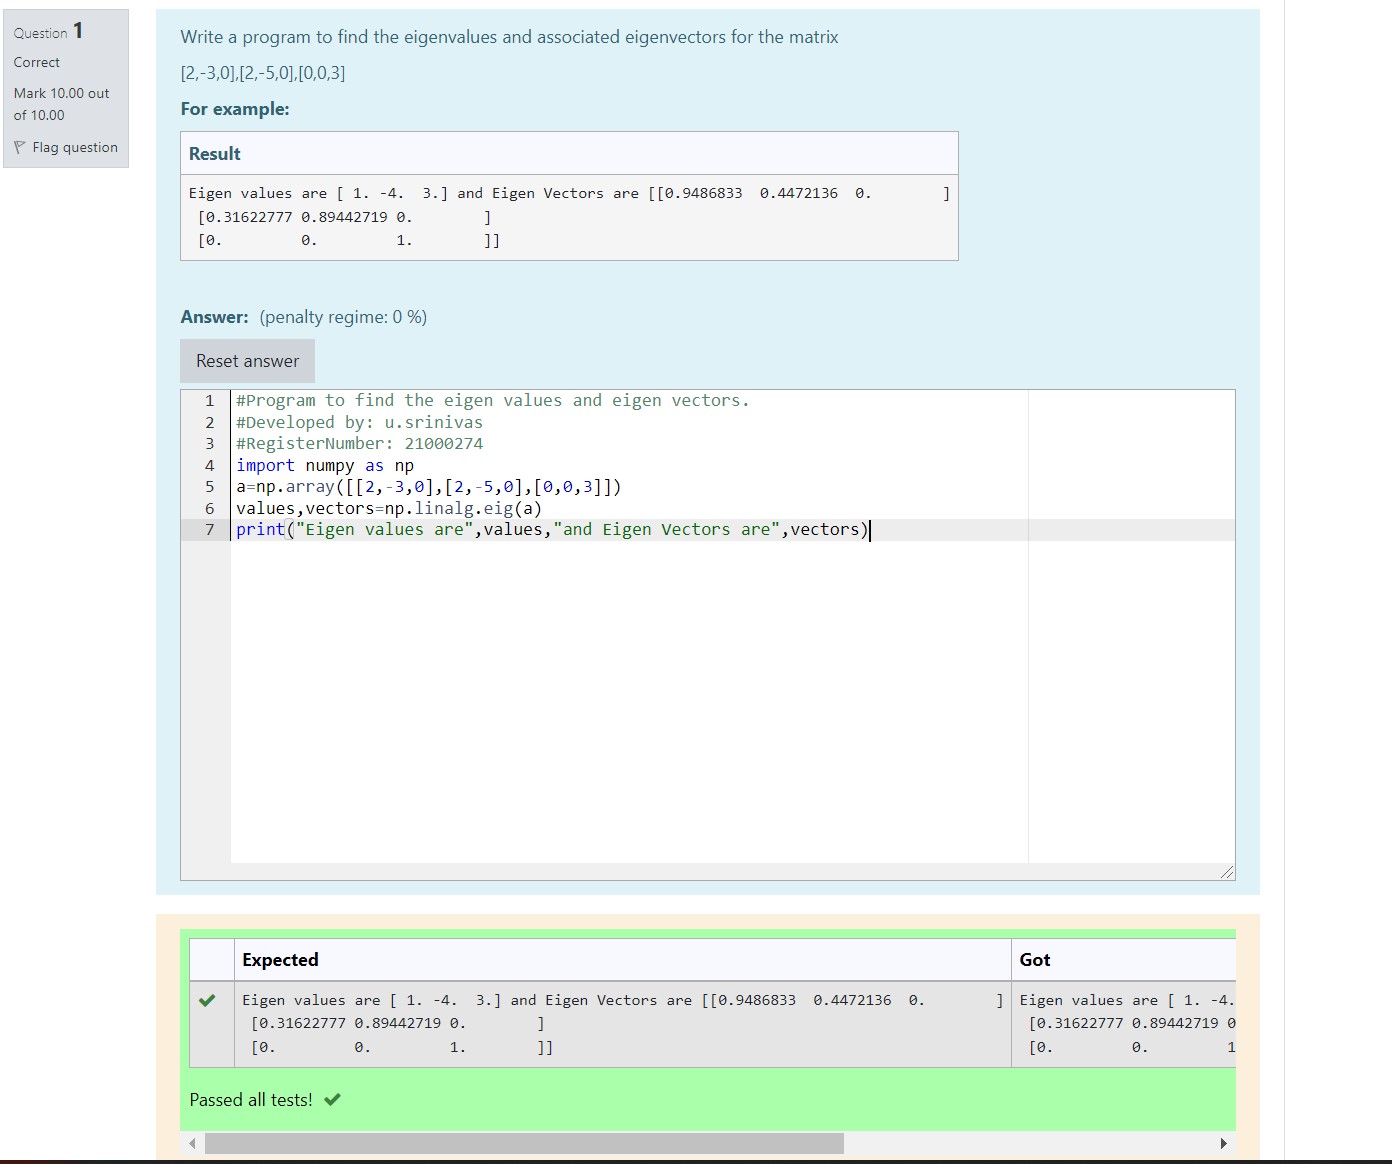 Question 1
Correct
Mark 10.00 out
of 10.00
Flag question
Write a program to find the eigenvalues and associated eigenvectors for the matrix
[2,-3,0],[2,-5,0],[0,0,3]
For example:
Result
Eigen values are [ 1. -4.  3.] and Eigen Vectors are [[0.9486833  0.4472136  0.        ]
 [0.31622777 0.89442719 0.        ]
 [0.         0.         1.        ]]
Answer: (penalty regime: 0 %)
Reset answer
1 #Program to find the eigen values and eigen vectors.
2 #Developed by: u.srinivas
3 #RegisterNumber: 21000274
4 import numpy as np
5 a=np.array([[2,-3,0],[2,-5,0],[0,0,3]])
6 values,vectors=np.linalg.eig(a)
7 print("Eigen values are",values,"and Eigen Vectors are",vectors)
Expected Got
Eigen values are [ 1. -4.  3.] and Eigen Vectors are [[0.9486833  0.4472136  0.        ] Eigen values are [ 1. -4.
 [0.31622777 0.89442719 0.        ] [0.31622777 0.89442719 0
 [0.         0.         1.        ]] [0.         0.         1
Passed all tests!